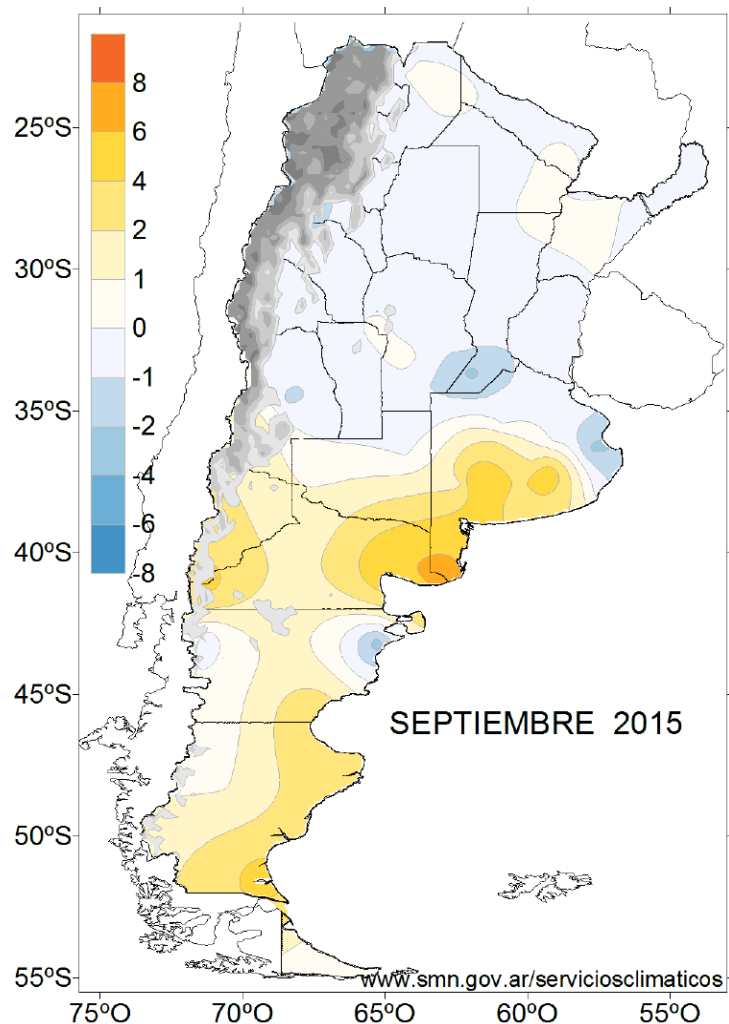 8
6
4
2
1
0
-1
-2
-4
-6
-8
25ºS
30ºS
35ºS
40ºS
45ºS
50ºS
55ºS
SEPTIEMBRE 2015
www.smn.gov.ar/serviciosclimaticos
75ºO 70ºO 65ºO 60ºO 55ºO